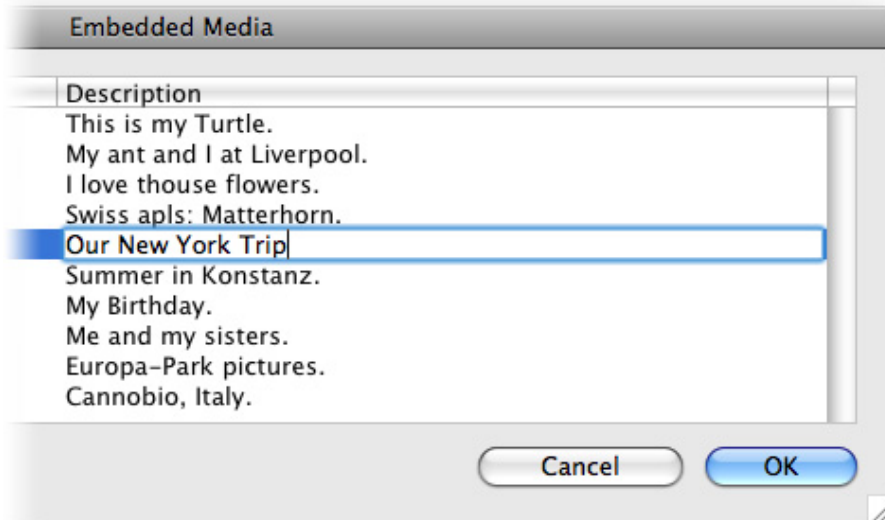 Embedded Media
Description
This is my Turtle.
My ant and I at Liverpool.
I love thouse flowers.
Swiss apls: Matterhorn.
Our New York Trip
Summer in Konstanz.
My Birthday.
Me and my sisters.
Europa-Park pictures.
Cannobio, Italy.
Cancel
OK